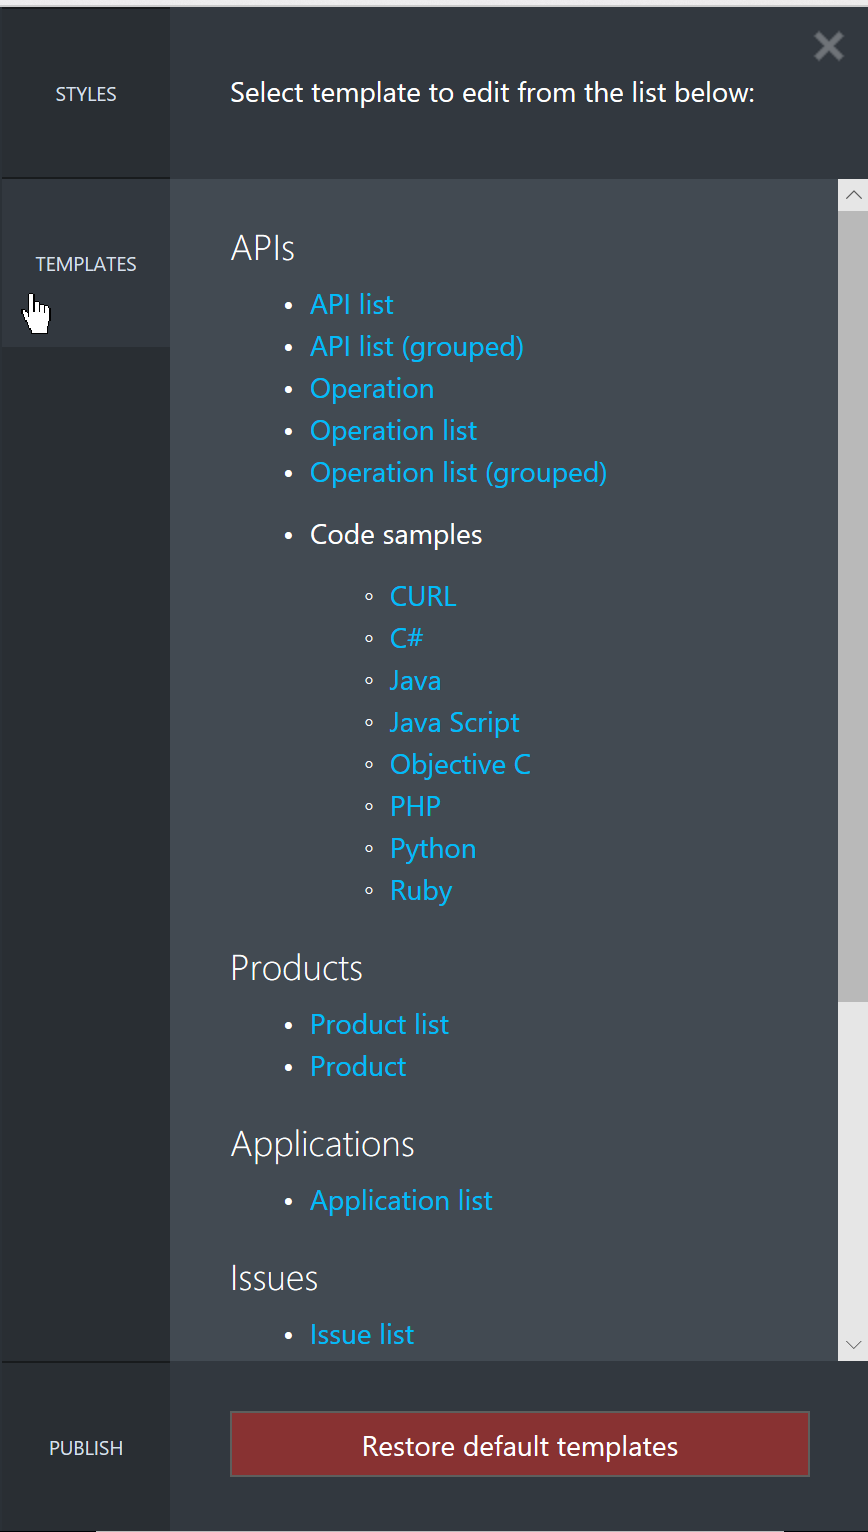 STYLES
Select template to edit from the list below:
TEMPLATES
APIs
API list
API list (grouped)
Operation
Operation list
Operation list (grouped)
Code samples
CURL
C#
Java
Java Script
Objective C
PHP
Python
Ruby
Products
Product list
Product
Applications
Application list
Issues
Issue list
PUBLISH
Restore default templates